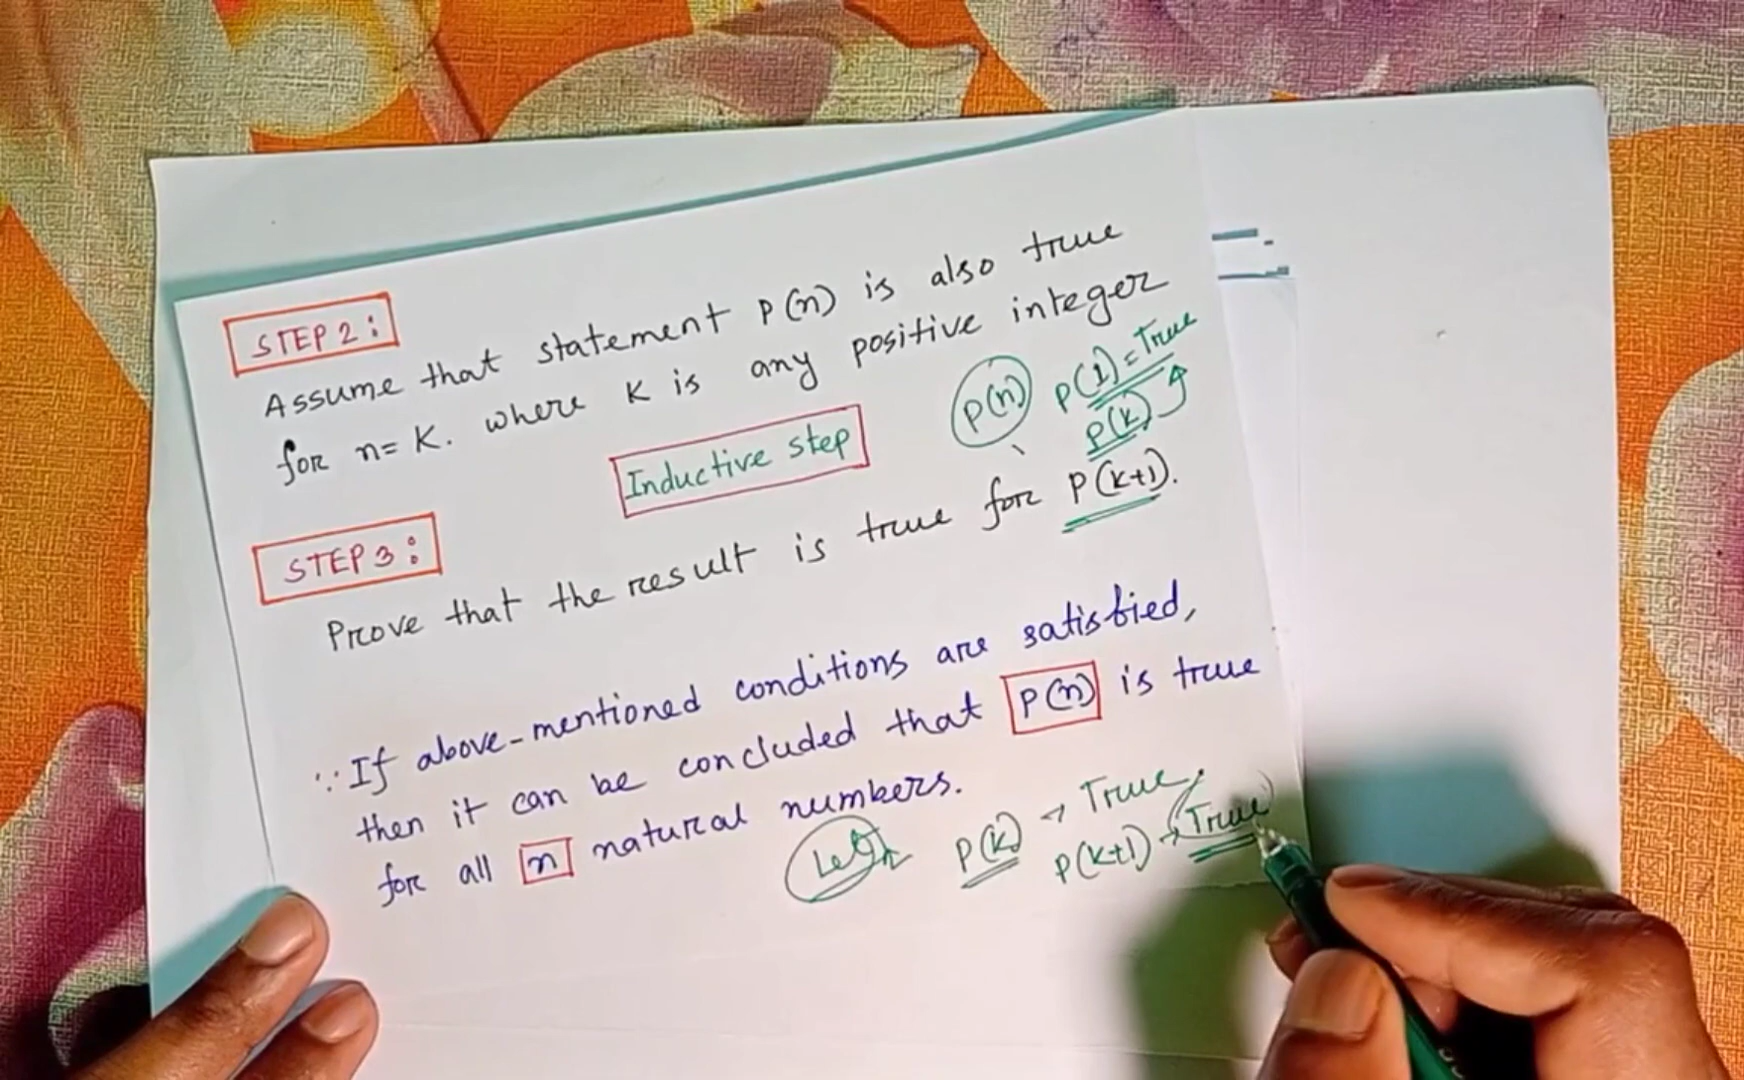 STEP 2:
Assume that statement P(n) is also true
for n= K. where K is any positive integer
P(n) P(1) = True
P(k)
Inductive step
STEP 3:
Prove that the result is true for P(k+1).
∵ If above-mentioned conditions are satisfied,
then it can be concluded that P(n) is true
for all n natural numbers.
P(k) → True,
P(k+1) → True